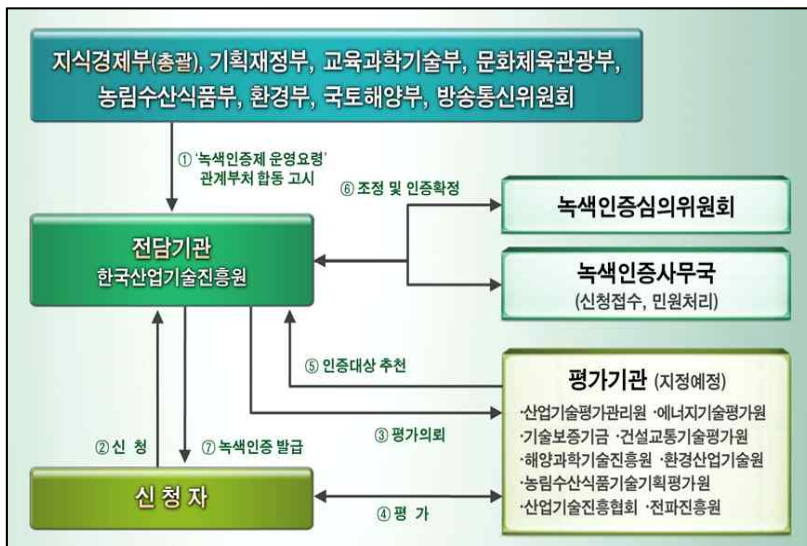 지식경제부(총괄), 기획재정부, 교육과학기술부, 문화체육관광부,
농림수산식품부, 환경부, 국토해양부, 방송통신위원회
① '녹색인증제 운영요령'
관계부처 합동 고시
⑥ 조정 및 인증확정
녹색인증심의위원회
전담기관
한국산업기술진흥원
녹색인증사무국
(신청접수, 민원처리)
⑤ 인증대상 추천
평가기관 (지정예정)
·산업기술평가관리원 ·에너지기술평가원
·기술보증기금 ·건설교통기술평가원
·해양과학기술진흥원 ·환경산업기술원
·농림수산식품기술기획평가원
·산업기술진흥협회 ·전파진흥원
③ 평가의뢰
② 신 청
⑦ 녹색인증 발급
신 청 자
④ 평 가